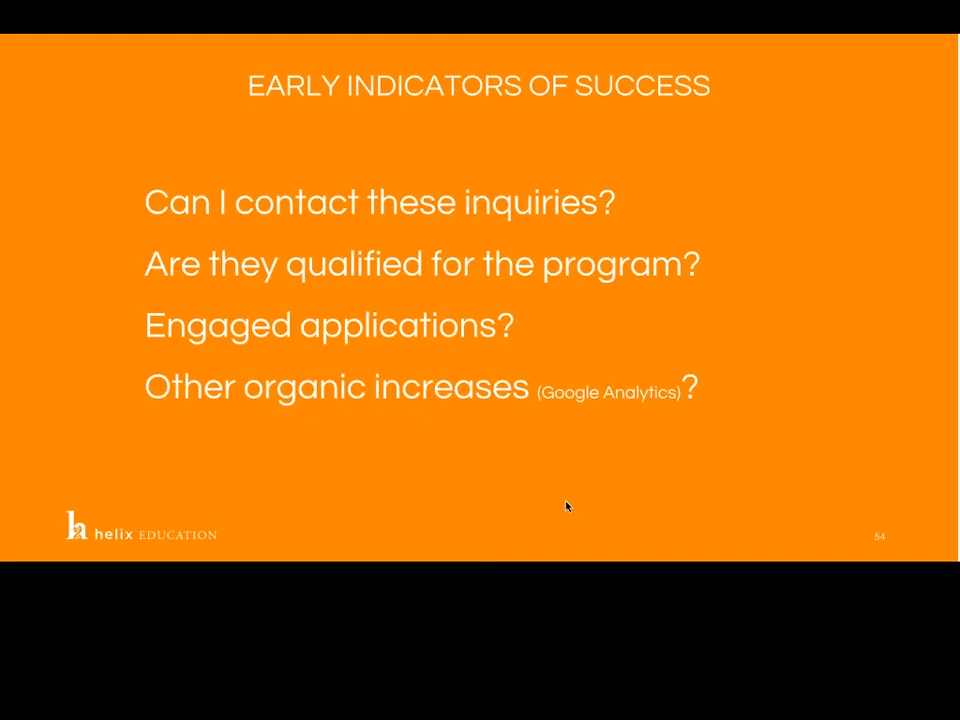 EARLY INDICATORS OF SUCCESS
Can I contact these inquiries?
Are they qualified for the program?
Engaged applications?
Other organic increases (Google Analytics)?
h helix EDUCATION
54